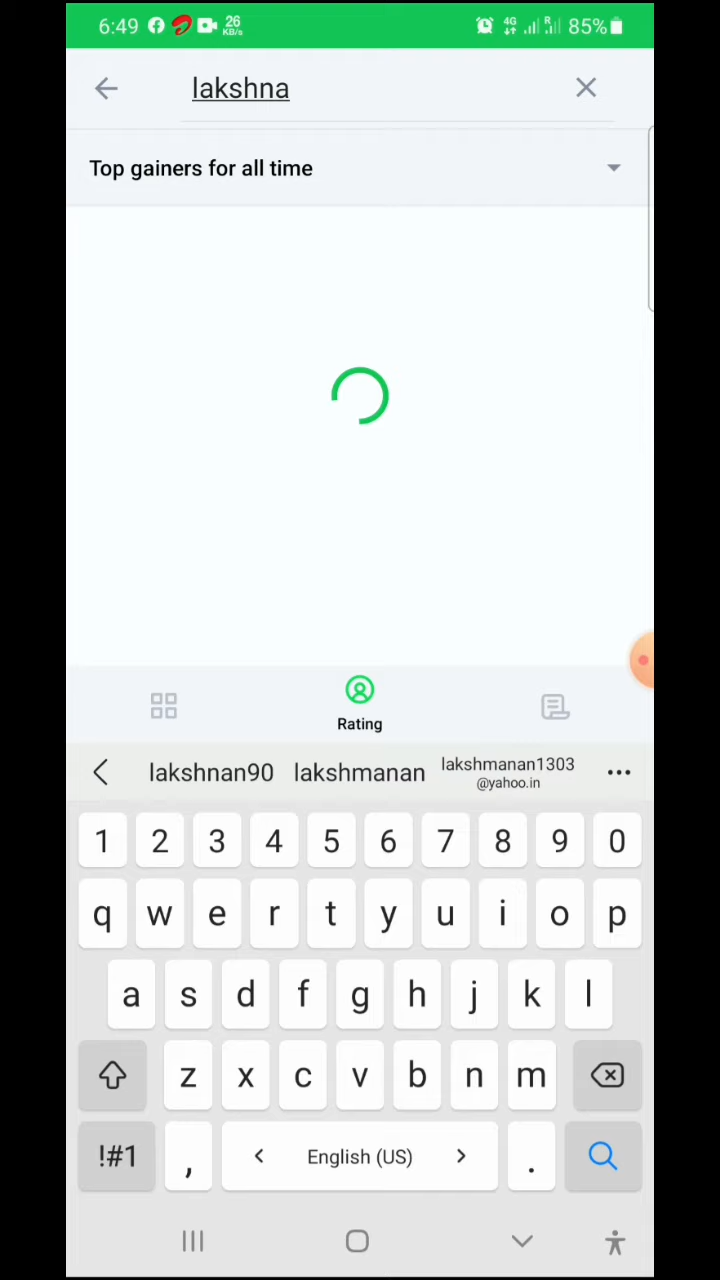 6:49 26 KB/s 4G R 85%
lakshna
Top gainers for all time
Rating
lakshnan90 lakshmanan lakshmanan1303
@yahoo.in
1 2 3 4 5 6 7 8 9 0
q w e r t y u i o p
a s d f g h j k l
z x c v b n m
!#1 , English (US) .